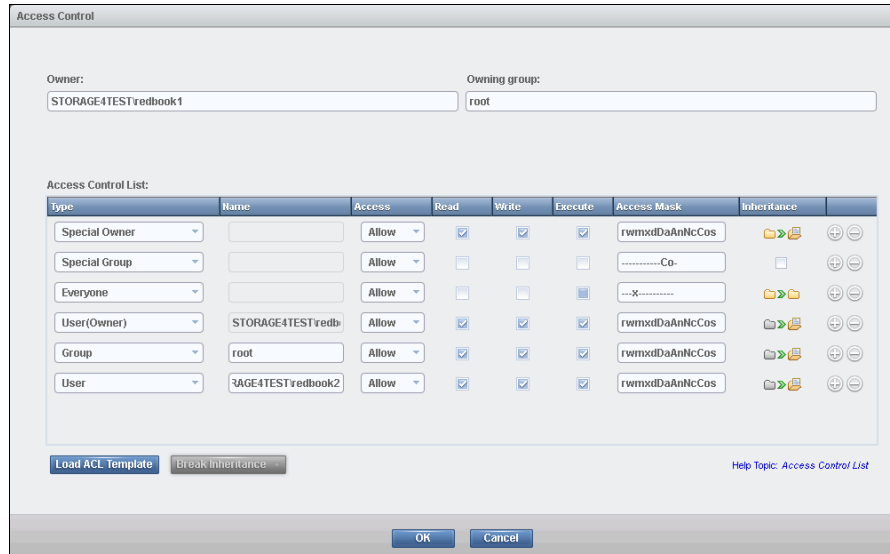 Access Control
Owner: Owning group:
STORAGE4TEST\redbook1 root
Access Control List:
Type Name Access Read Write Execute Access Mask Inheritance
Special Owner Allow rwmxdDaAnNcCos
Special Group Allow -----------Co-
Everyone Allow ---x----------
User(Owner) STORAGE4TEST\redb Allow rwmxdDaAnNcCos
Group root Allow rwmxdDaAnNcCos
User RAGE4TEST\redbook2 Allow rwmxdDaAnNcCos
Load ACL Template Break Inheritance Help Topic: Access Control List
OK Cancel